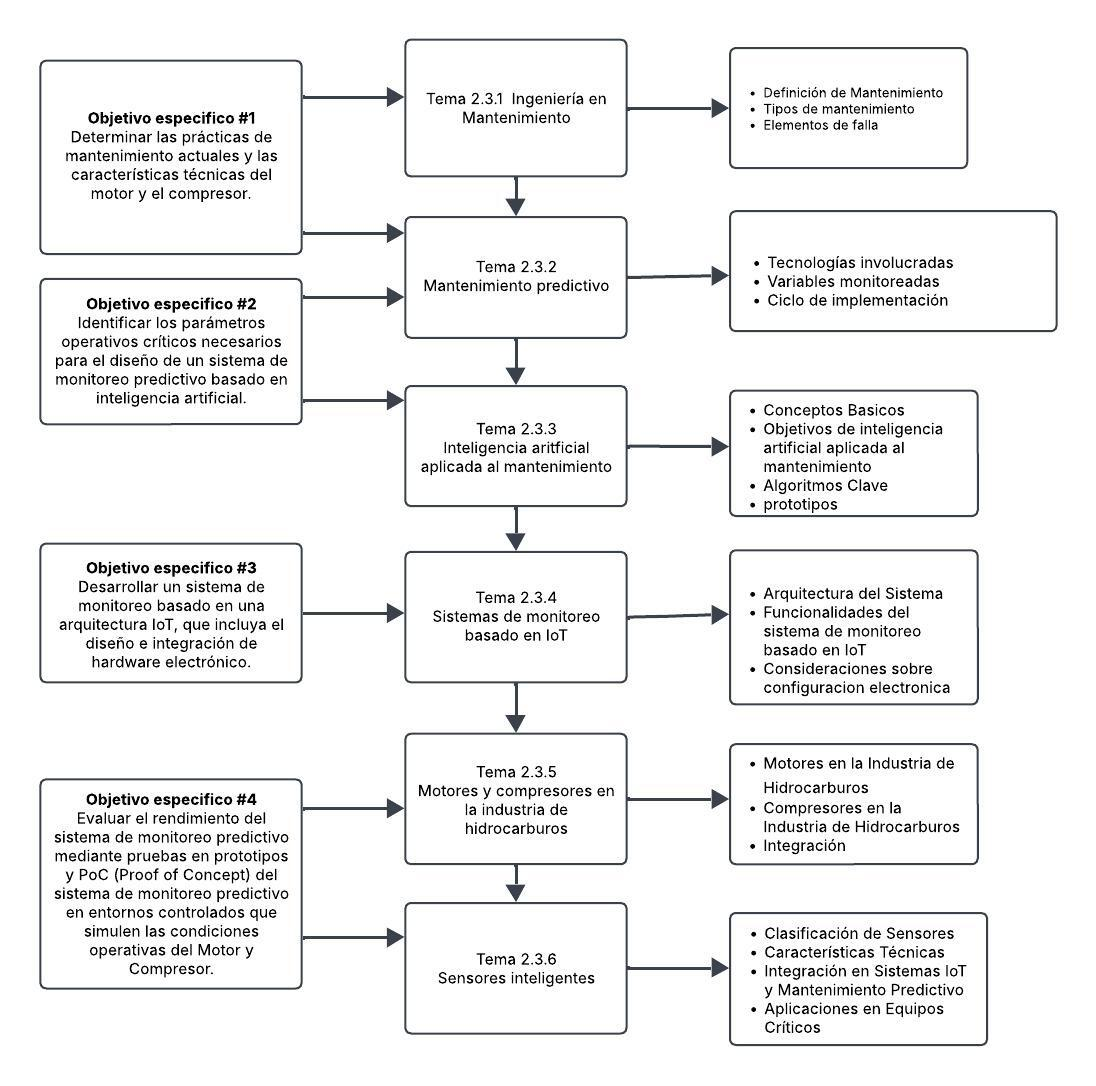 Objetivo especifico #1
Determinar las prácticas de
mantenimiento actuales y las
características técnicas del
motor y el compresor.
Tema 2.3.1 Ingeniería en
Mantenimiento
• Definición de Mantenimiento
• Tipos de mantenimiento
• Elementos de falla
Objetivo especifico #2
Identificar los parámetros
operativos críticos necesarios
para el diseño de un sistema de
monitoreo predictivo basado en
inteligencia artificial.
Tema 2.3.2
Mantenimiento predictivo
• Tecnologías involucradas
• Variables monitoreadas
• Ciclo de implementación
Tema 2.3.3
Inteligencia aritficial
aplicada al mantenimiento
• Conceptos Basicos
• Objetivos de inteligencia
artificial aplicada al
mantenimiento
• Algoritmos Clave
• prototipos
Objetivo especifico #3
Desarrollar un sistema de
monitoreo basado en una
arquitectura IoT, que incluya el
diseño e integración de
hardware electrónico.
Tema 2.3.4
Sistemas de monitoreo
basado en IoT
• Arquitectura del Sistema
• Funcionalidades del
sistema de monitoreo
basado en IoT
• Consideraciones sobre
configuracion electronica
Objetivo especifico #4
Evaluar el rendimiento del
sistema de monitoreo predictivo
mediante pruebas en prototipos
y PoC (Proof of Concept) del
sistema de monitoreo predictivo
en entornos controlados que
simulen las condiciones
operativas del Motor y
Compresor.
Tema 2.3.5
Motores y compresores en
la industria de
hidrocarburos
• Motores en la Industria de
Hidrocarburos
• Compresores en la
Industria de Hidrocarburos
• Integración
Tema 2.3.6
Sensores inteligentes
• Clasificación de Sensores
• Características Técnicas
• Integración en Sistemas IoT
y Mantenimiento Predictivo
• Aplicaciones en Equipos
Críticos